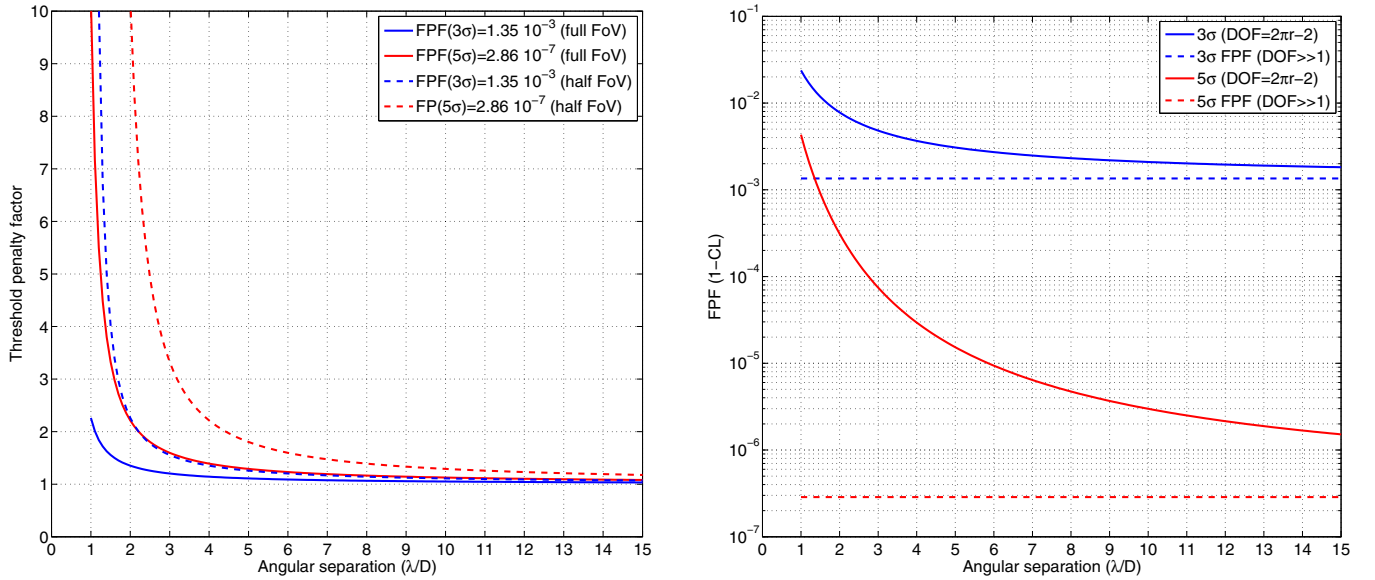 10
9
8
7
6
5
4
3
2
1
0
Threshold penalty factor
FPF(3σ)=1.35 10⁻³ (full FoV)
FPF(5σ)=2.86 10⁻⁷ (full FoV)
FPF(3σ)=1.35 10⁻³ (half FoV)
FP(5σ)=2.86 10⁻⁷ (half FoV)
0 1 2 3 4 5 6 7 8 9 10 11 12 13 14 15
Angular separation (λ/D)
10⁻¹
10⁻²
10⁻³
10⁻⁴
10⁻⁵
10⁻⁶
10⁻⁷
FPF (1−CL)
3σ (DOF=2πr−2)
3σ FPF (DOF>>1)
5σ (DOF=2πr−2)
5σ FPF (DOF>>1)
0 1 2 3 4 5 6 7 8 9 10 11 12 13 14 15
Angular separation (λ/D)